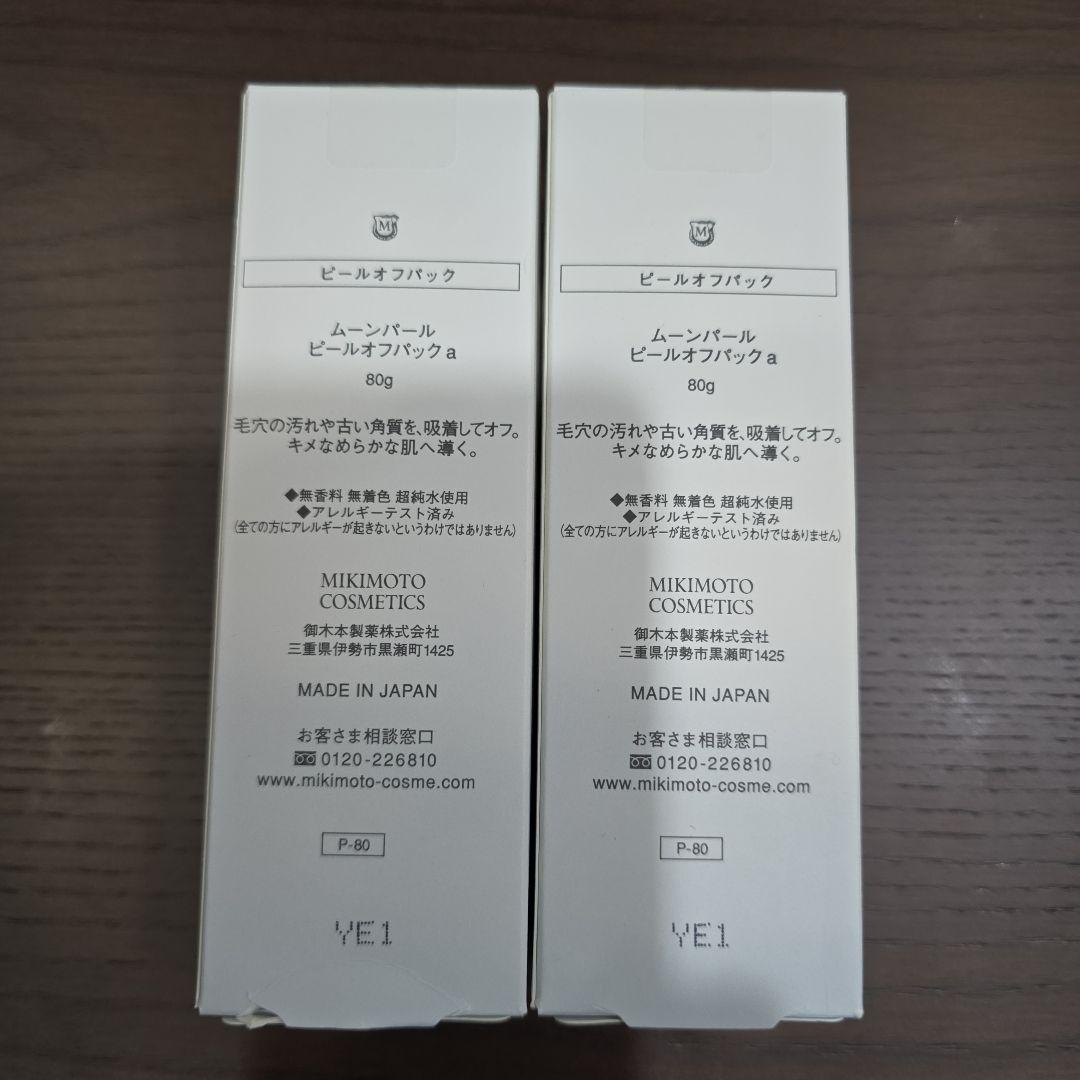 M
ピールオフパック
ムーンパール
ピールオフパック a
80g
毛穴の汚れや古い角質を、吸着してオフ。
キメなめらかな肌へ導く。
◆無香料 無着色 超純水使用
◆アレルギーテスト済み
(全ての方にアレルギーが起きないというわけではありません)
MIKIMOTO
COSMETICS
御木本製薬株式会社
三重県伊勢市黒瀬町1425
MADE IN JAPAN
お客さま相談窓口
0120-226810
www.mikimoto-cosme.com
P-80
YE1
M
ピールオフパック
ムーンパール
ピールオフパック a
80g
毛穴の汚れや古い角質を、吸着してオフ。
キメなめらかな肌へ導く。
◆無香料 無着色 超純水使用
◆アレルギーテスト済み
(全ての方にアレルギーが起きないというわけではありません)
MIKIMOTO
COSMETICS
御木本製薬株式会社
三重県伊勢市黒瀬町1425
MADE IN JAPAN
お客さま相談窓口
0120-226810
www.mikimoto-cosme.com
P-80
YE1